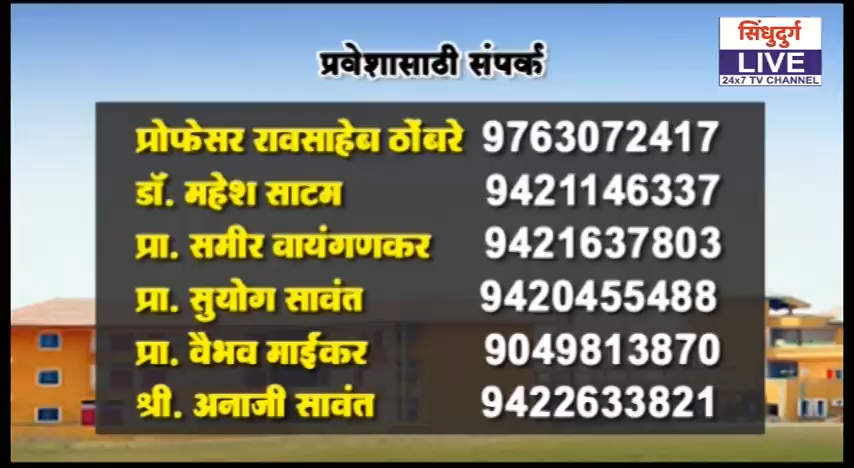 सिंधुदुर्ग
LIVE
24x7 TV CHANNEL
प्रवेशासाठी संपर्क
प्रोफेसर रावसाहेब ठोंबरे 9763072417
डॉ. महेश साटम 9421146337
प्रा. समीर वायंगणकर 9421637803
प्रा. सुयोग सावंत 9420455488
प्रा. वैभव माईकर 9049813870
श्री. अनाजी सावंत 9422633821